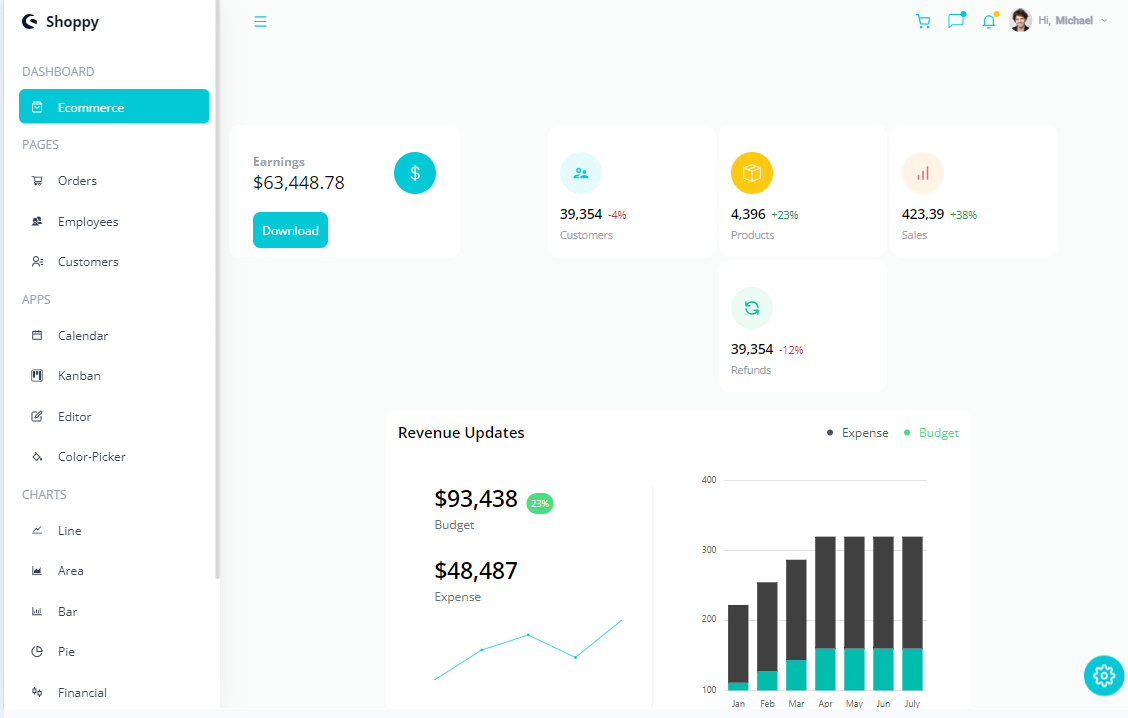 Shoppy
Hi, Michael
DASHBOARD
Ecommerce
PAGES
Orders
Employees
Customers
APPS
Calendar
Kanban
Editor
Color-Picker
CHARTS
Line
Area
Bar
Pie
Financial
Earnings
$63,448.78
$
Download
39,354 -4%
Customers
4,396 +23%
Products
423,39 +38%
Sales
39,354 -12%
Refunds
Revenue Updates
Expense
Budget
$93,438 23%
Budget
$48,487
Expense
400
300
200
100
Jan Feb Mar Apr May Jun July